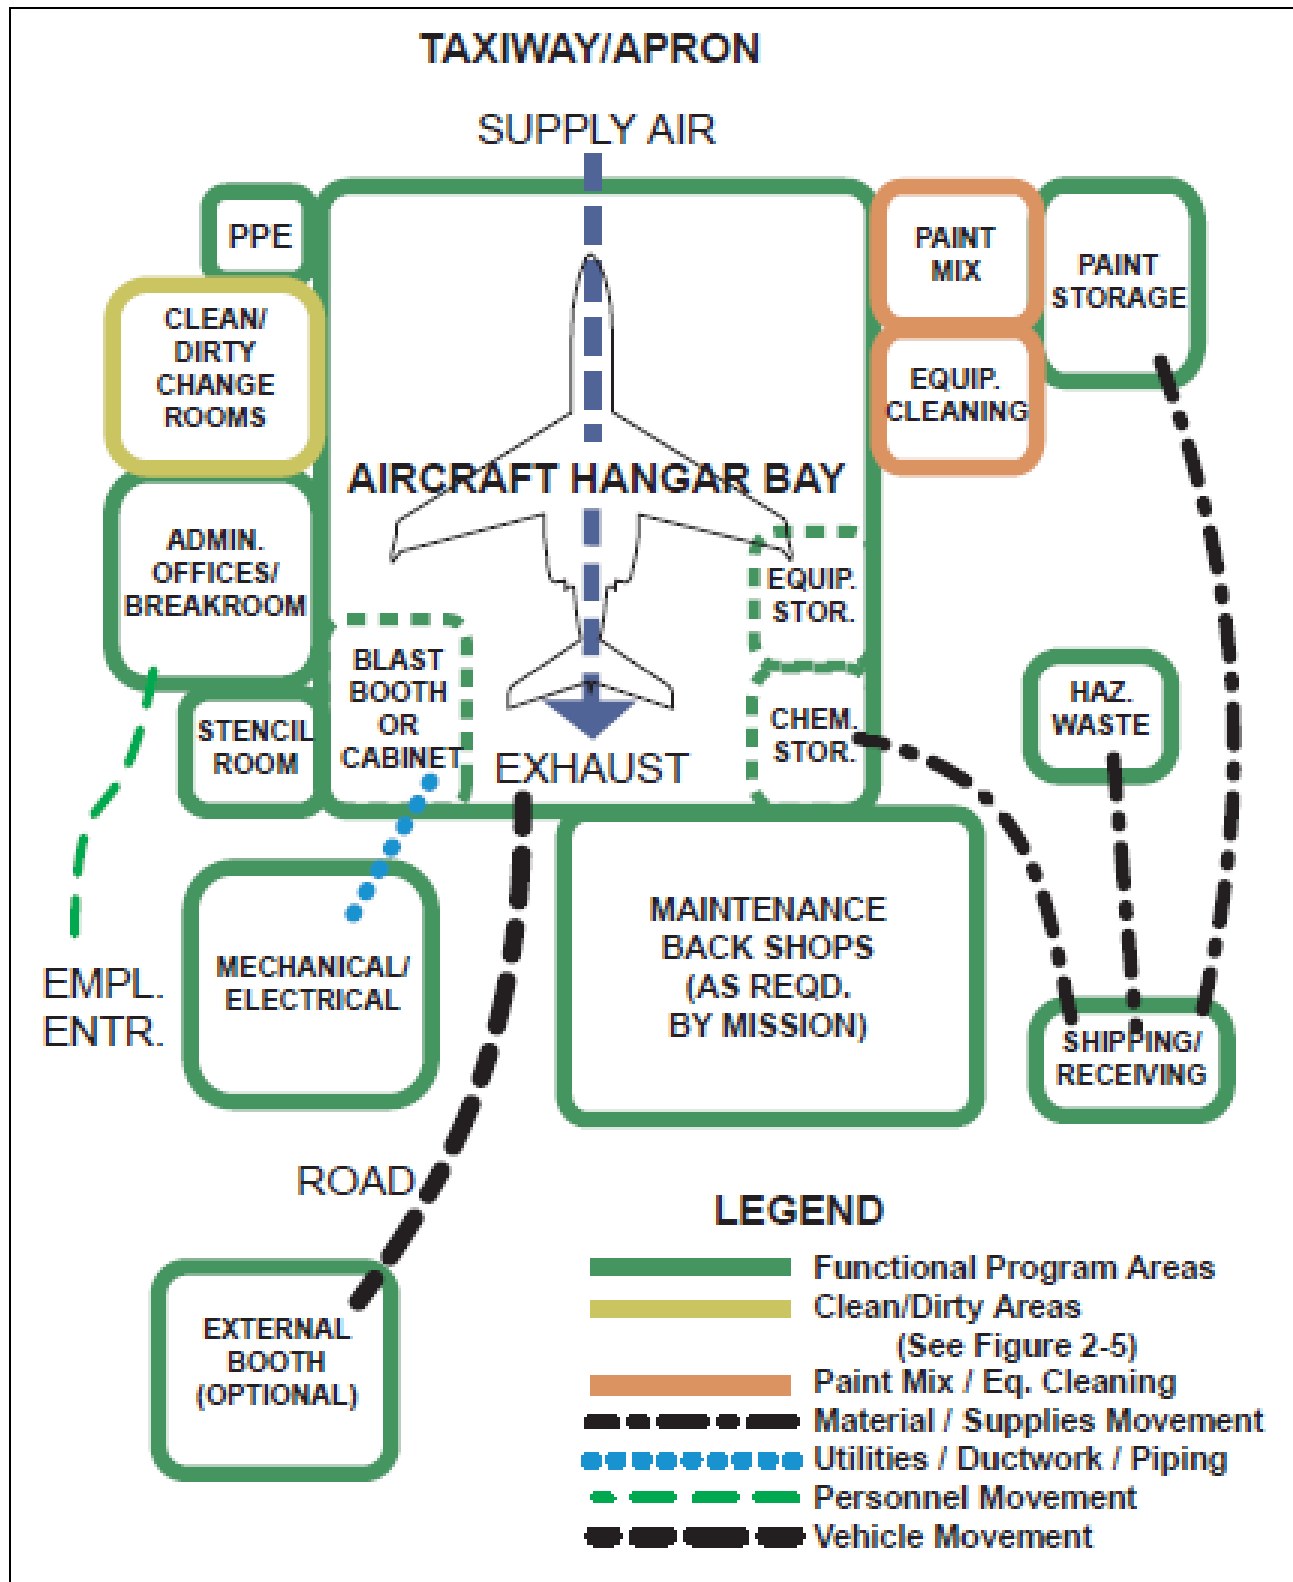 TAXIWAY/APRON
SUPPLY AIR
PPE
CLEAN/
DIRTY
CHANGE
ROOMS
PAINT
MIX
PAINT
STORAGE
EQUIP.
CLEANING
AIRCRAFT HANGAR BAY
ADMIN.
OFFICES/
BREAKROOM
EQUIP.
STOR.
BLAST
BOOTH
OR
CABINET
STENCIL
ROOM
CHEM.
STOR.
HAZ.
WASTE
EXHAUST
MECHANICAL/
ELECTRICAL
MAINTENANCE
BACK SHOPS
(AS REQD.
BY MISSION)
EMPL.
ENTR.
SHIPPING/
RECEIVING
ROAD
EXTERNAL
BOOTH
(OPTIONAL)
LEGEND
Functional Program Areas
Clean/Dirty Areas
(See Figure 2-5)
Paint Mix / Eq. Cleaning
Material / Supplies Movement
Utilities / Ductwork / Piping
Personnel Movement
Vehicle Movement